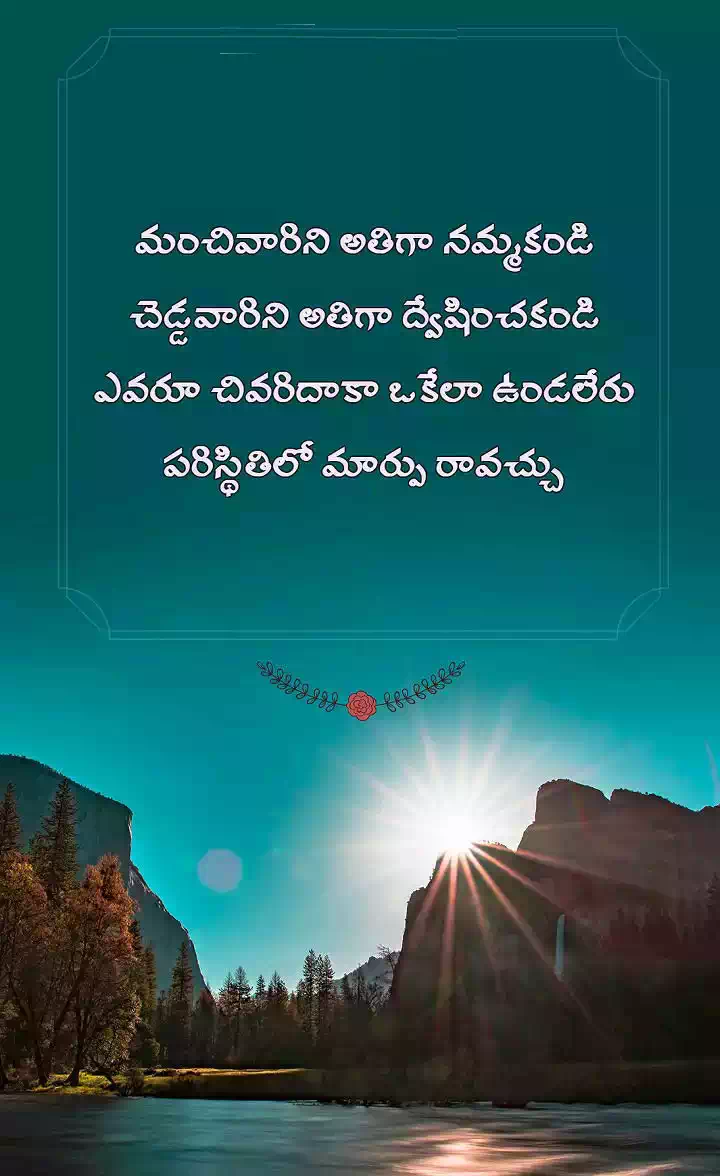 మంచివారిని అతిగా నమ్మకండి
చెడ్డవారిని అతిగా ద్వేషించకండి
ఎవరూ చివరిదాకా ఒకేలా ఉండలేరు
పరిస్థితిలో మార్పు రావచ్చు